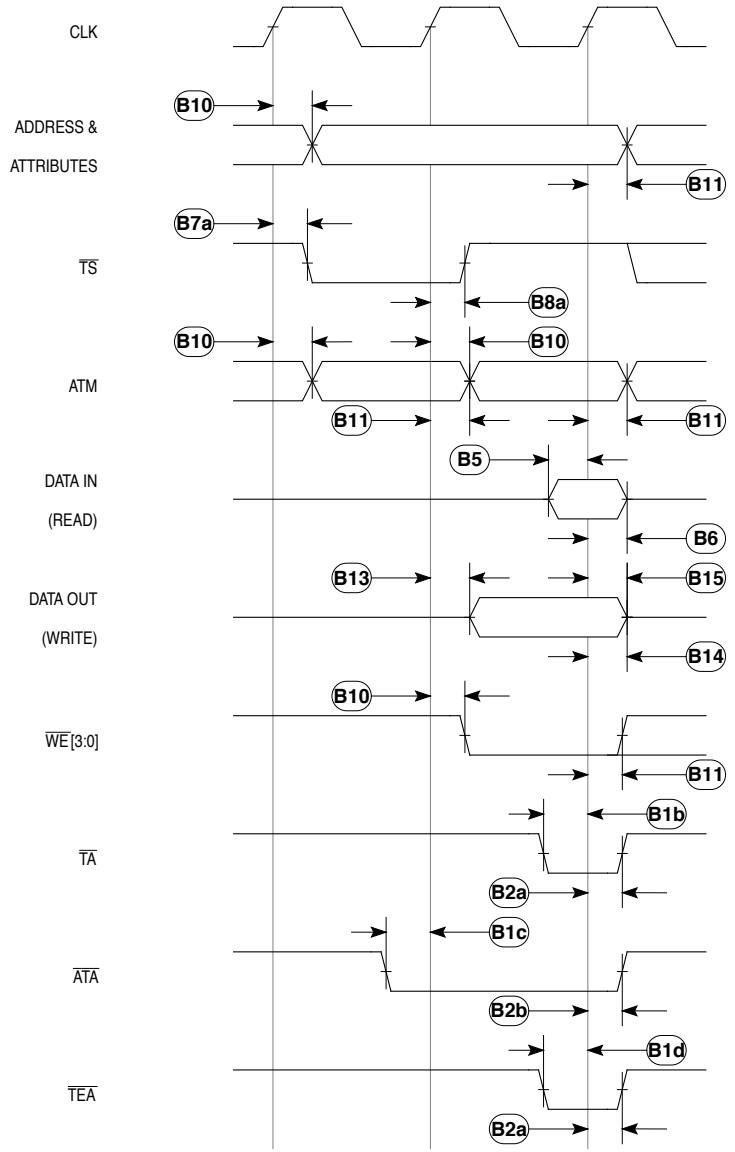 CLK
B10
ADDRESS &
ATTRIBUTES
B11
B7a
TS
B8a
B10
B10
ATM
B11
B11
B5
DATA IN
(READ)
B6
B13
B15
DATA OUT
(WRITE)
B14
B10
WE[3:0]
B11
B1b
TA
B2a
B1c
ATA
B2b
B1d
TEA
B2a